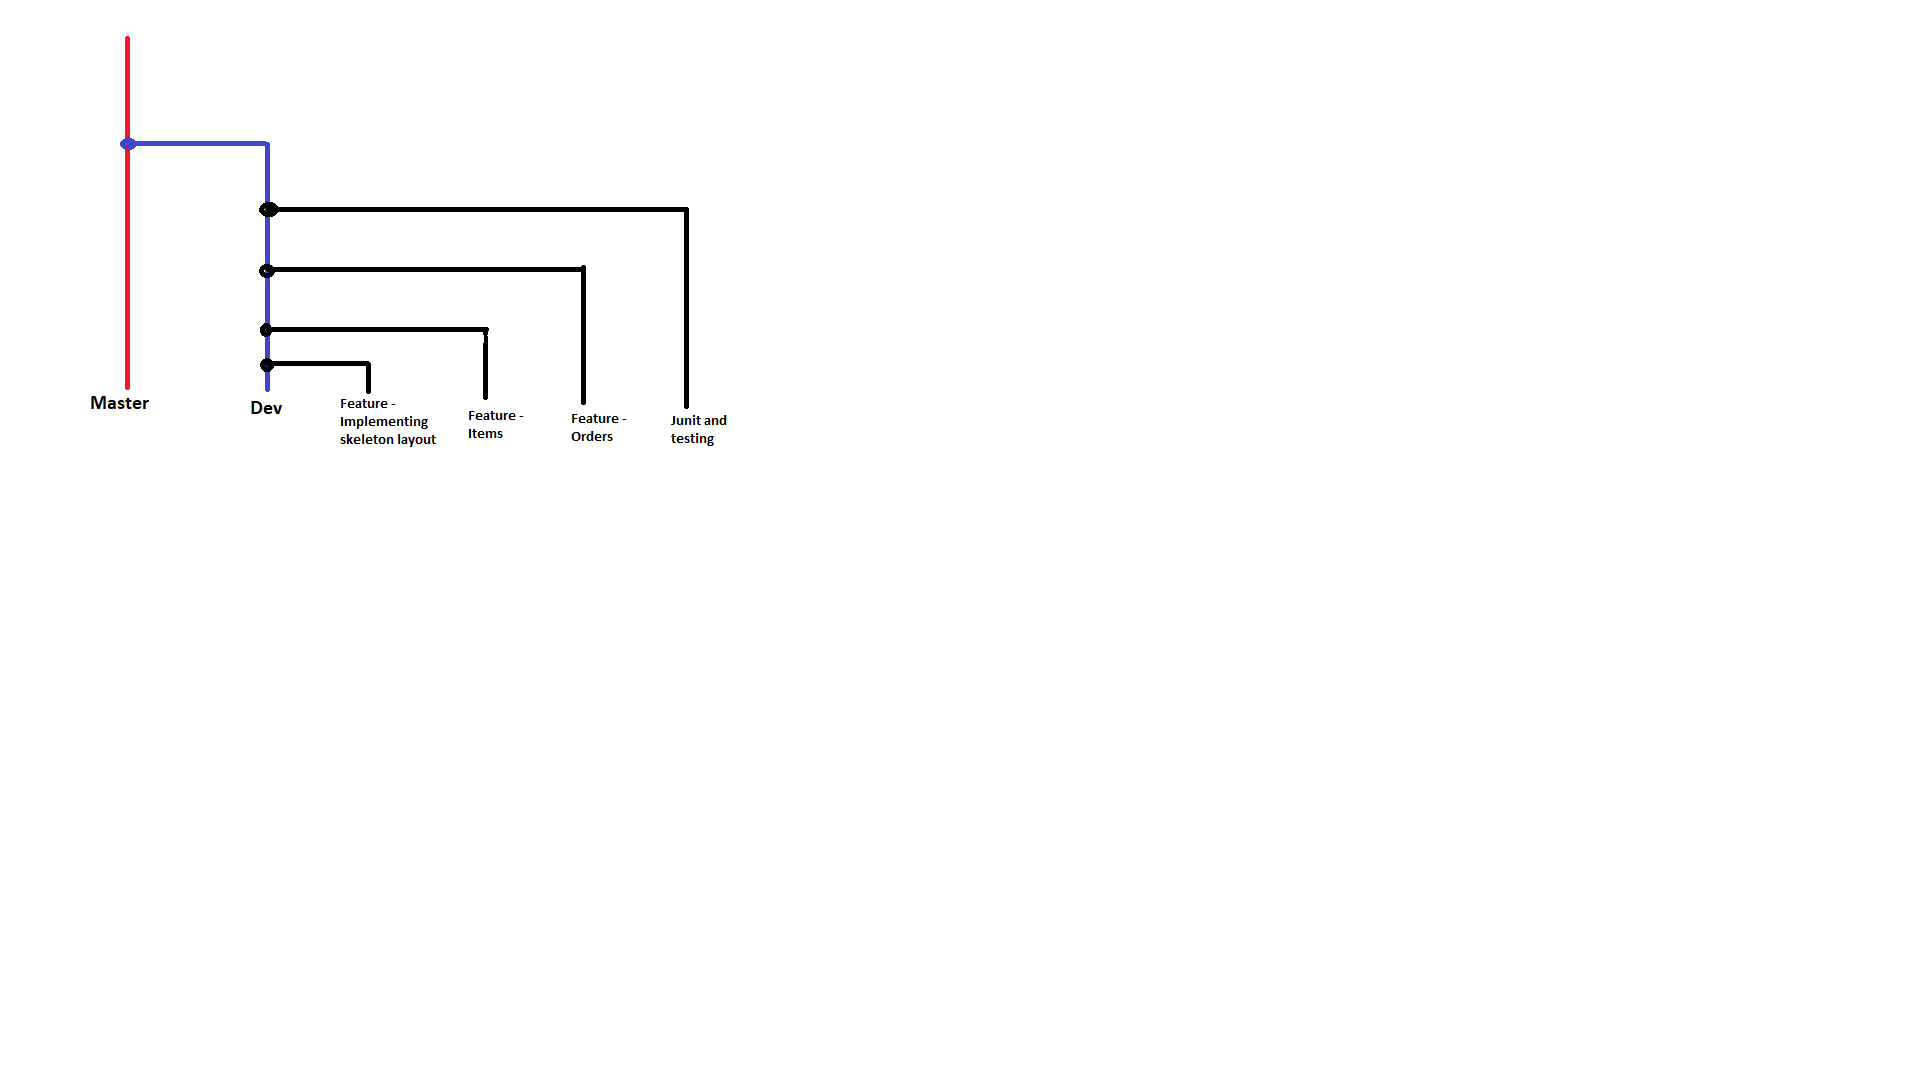 Master
Dev
Feature -
Implementing
skeleton layout
Feature -
Items
Feature -
Orders
Junit and
testing